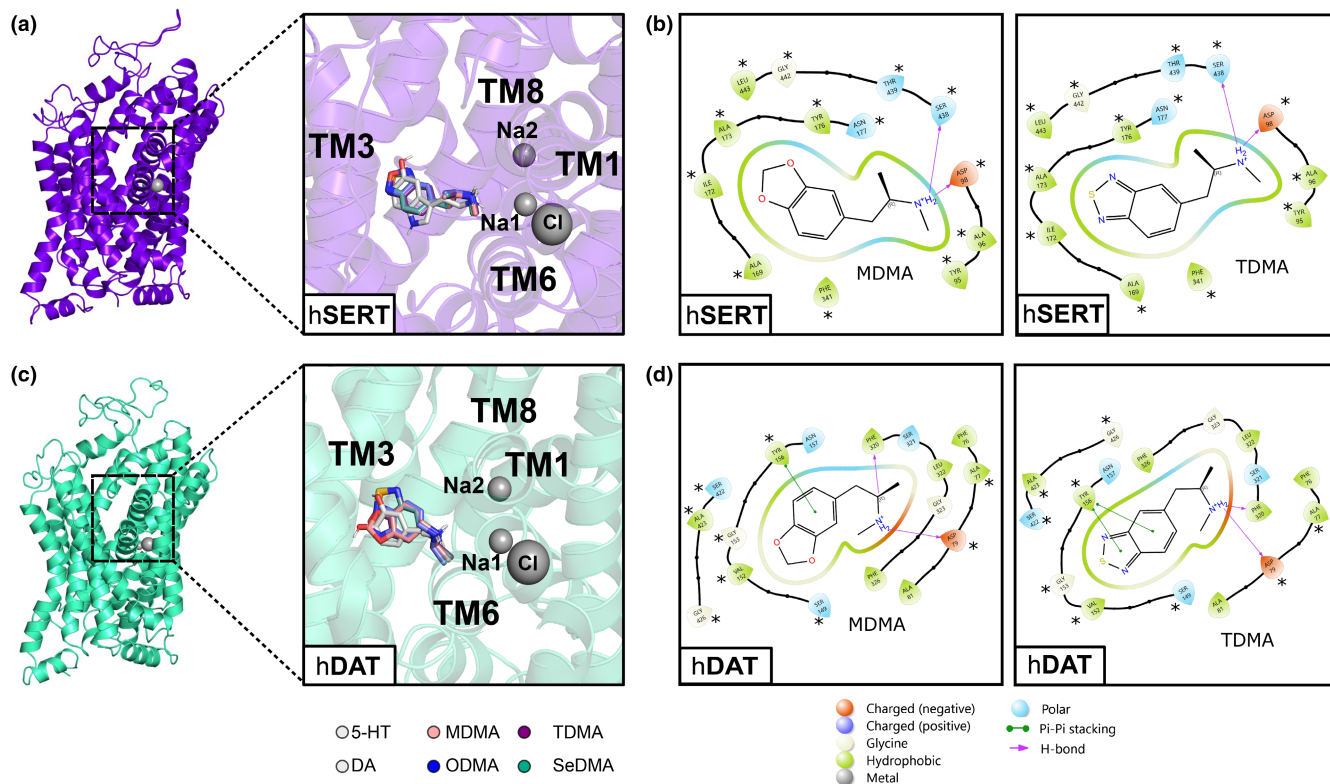 (a)
TM8
Na2
TM3
TM1
Na1
Cl
TM6
hSERT
(b)
LEU
443
GLY
442
THR
439
SER
438
ALA
173
TYR
176
ASN
177
ILE
172
ASP
98
O
O
(R)
N⁺H₂
ALA
96
ALA
169
MDMA
TYR
95
PHE
341
hSERT
THR
439
SER
438
GLY
442
ASN
177
LEU
443
TYR
176
ASP
98
H₂
N⁺
(R)
ALA
173
ALA
96
N
S
N
TYR
95
ILE
172
TDMA
PHE
341
ALA
169
hSERT
(c)
TM8
TM3
TM1
Na2
Na1
Cl
TM6
hDAT
(d)
ASN
157
TYR
156
PHE
320
SER
321
PHE
76
LEU
322
ALA
77
SER
422
ALA
423
GLY
323
GLY
153
N⁺
H₂
ASP
79
O
O
VAL
152
PHE
326
ALA
81
GLY
426
SER
149
MDMA
hDAT
GLY
426
GLY
323
LEU
322
ASN
157
PHE
326
ALA
423
SER
321
PHE
76
TYR
156
SER
422
N⁺H₂
PHE
320
ALA
77
N
S
N
ASP
79
GLY
153
SER
149
ALA
81
VAL
152
TDMA
hDAT
5-HT
MDMA
TDMA
DA
ODMA
SeDMA
Charged (negative)
Charged (positive)
Glycine
Hydrophobic
Metal
Polar
Pi-Pi stacking
H-bond